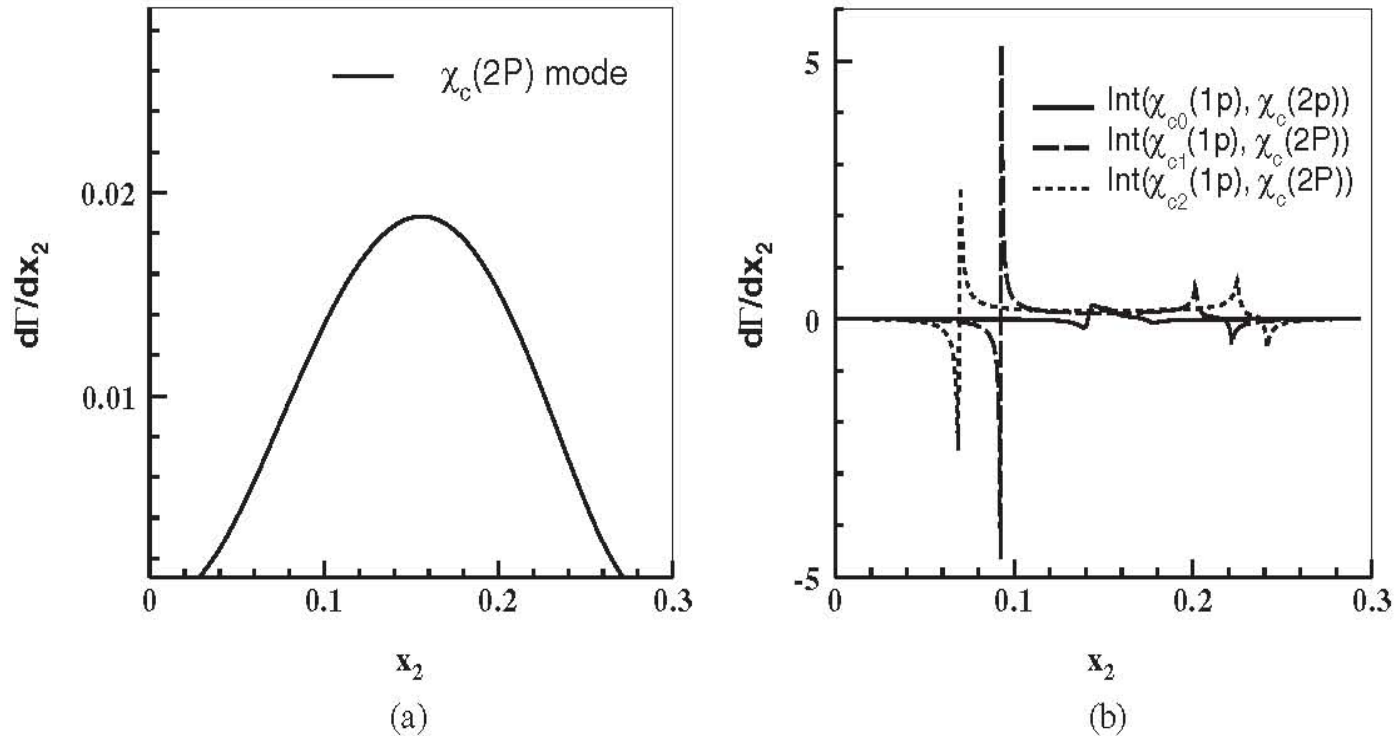 χc(2P) mode
0.02
0.01
dΓ/dx2
0
0.1
0.2
0.3
x2
(a)
5
0
-5
dΓ/dx2
Int(χc0(1p), χc(2p))
Int(χc1(1p), χc(2P))
Int(χc2(1p), χc(2P))
0
0.1
0.2
0.3
x2
(b)